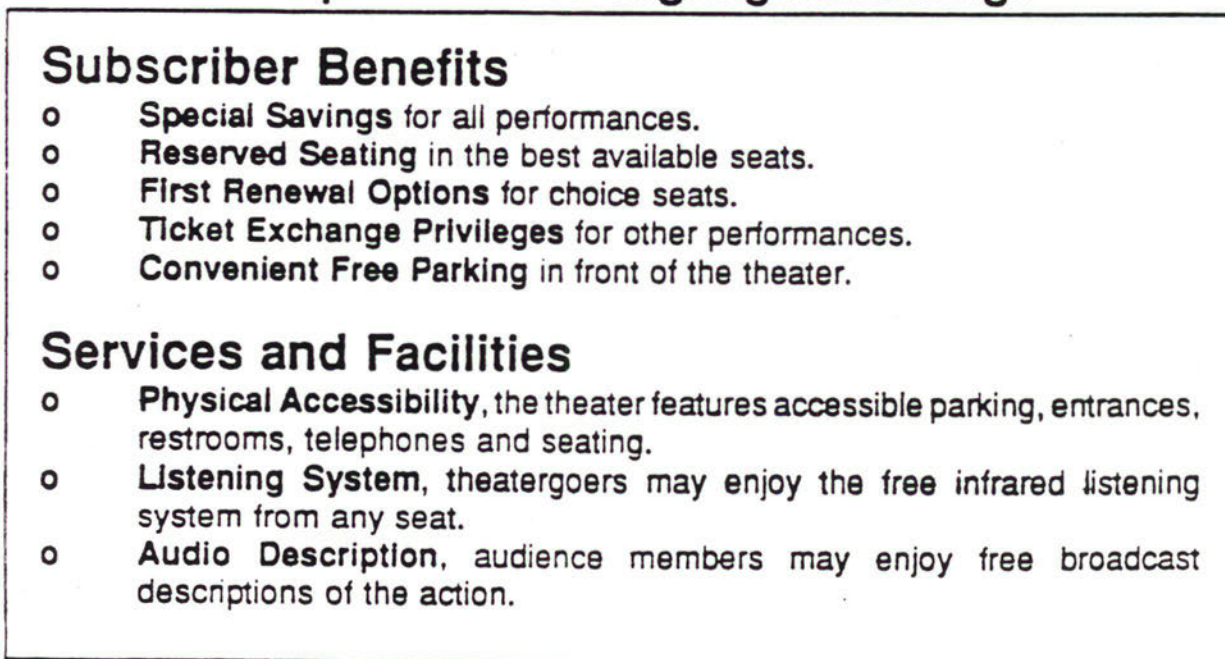 Subscriber Benefits
o Special Savings for all performances.
o Reserved Seating in the best available seats.
o First Renewal Options for choice seats.
o Ticket Exchange Privileges for other performances.
o Convenient Free Parking in front of the theater.
Services and Facilities
o Physical Accessibility, the theater features accessible parking, entrances,
restrooms, telephones and seating.
o Listening System, theatergoers may enjoy the free infrared listening
system from any seat.
o Audio Description, audience members may enjoy free broadcast
descriptions of the action.